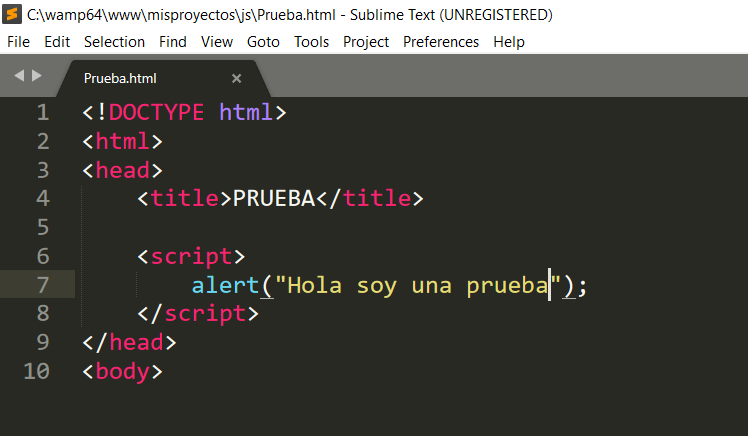 C:\wamp64\www\misproyectos\js\Prueba.html - Sublime Text (UNREGISTERED)
File Edit Selection Find View Goto Tools Project Preferences Help
Prueba.html
1 <!DOCTYPE html>
2 <html>
3 <head>
4 <title>PRUEBA</title>
5
6 <script>
7 alert("Hola soy una prueba");
8 </script>
9 </head>
10 <body>